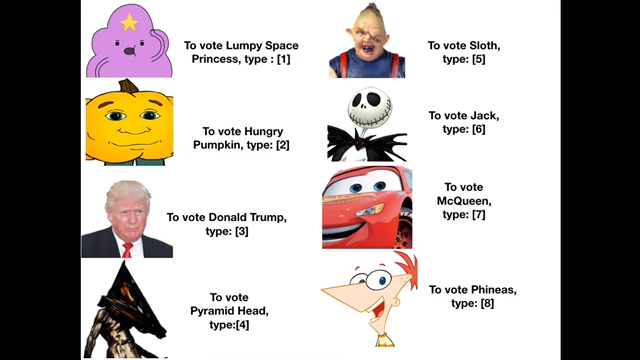 To vote Lumpy Space
Princess, type : [1]
To vote Sloth,
type: [5]
To vote Hungry
Pumpkin, type: [2]
To vote Jack,
type: [6]
To vote Donald Trump,
type: [3]
To vote
McQueen,
type: [7]
To vote
Pyramid Head,
type:[4]
To vote Phineas,
type: [8]